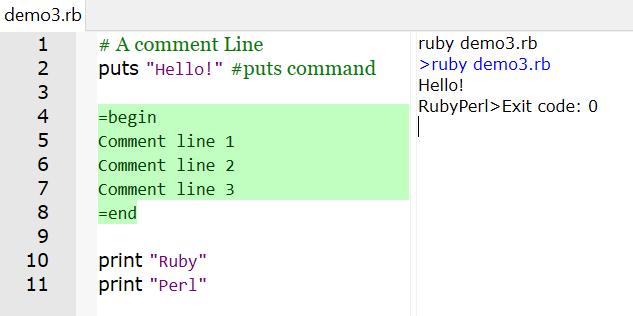 demo3.rb
1 # A comment Line
2 puts "Hello!" #puts command
3
4 =begin
5 Comment line 1
6 Comment line 2
7 Comment line 3
8 =end
9
10 print "Ruby"
11 print "Perl"
ruby demo3.rb
>ruby demo3.rb
Hello!
RubyPerl>Exit code: 0